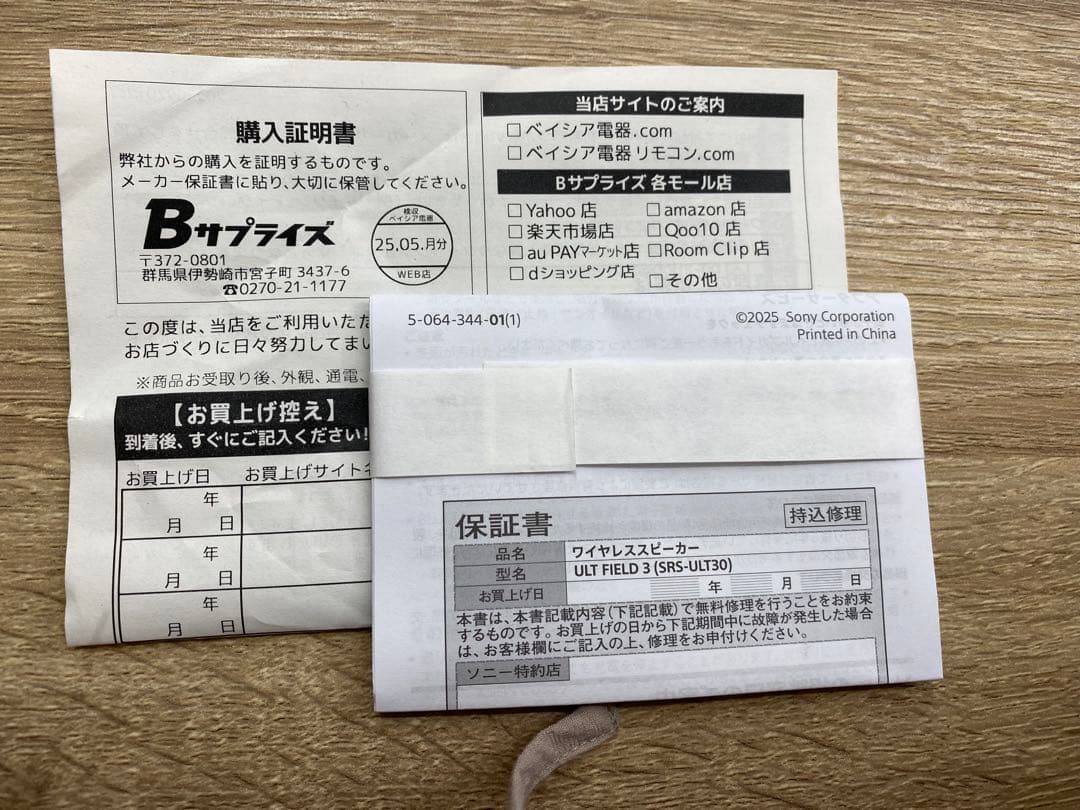 購入証明書
弊社からの購入を証明するものです。
メーカー保証書に貼り、大切に保管してください。
Bサプライズ
〒372-0801
群馬県伊勢崎市宮子町 3437-6
☎0270-21-1177
検収
ベイシア電器
25.05.月分
WEB店
当店サイトのご案内
□ベイシア電器.com
□ベイシア電器リモコン.com
Bサプライズ 各モール店
□Yahoo 店 □amazon 店
□楽天市場店 □Qoo10 店
□au PAYマーケット店 □Room Clip 店
□dショッピング店 □その他
この度は、当店をご利用いただ
お店づくりに日々努力してまい
※商品お受取り後、外観、通電、
【お買上げ控え】
到着後、すぐにご記入ください!
お買上げ日 お買上げサイト名
年
月 日
年
月 日
年
月 日
5-064-344-01(1)
©2025 Sony Corporation
Printed in China
保証書
持込修理
品名 ワイヤレススピーカー
型名 ULT FIELD 3 (SRS-ULT30)
お買上げ日 年 月 日
本書は、本書記載内容(下記記載)で無料修理を行うことをお約束
するものです。お買上げの日から下記期間中に故障が発生した場合
は、お客様欄にご記入の上、修理をお申付けください。
ソニー特約店